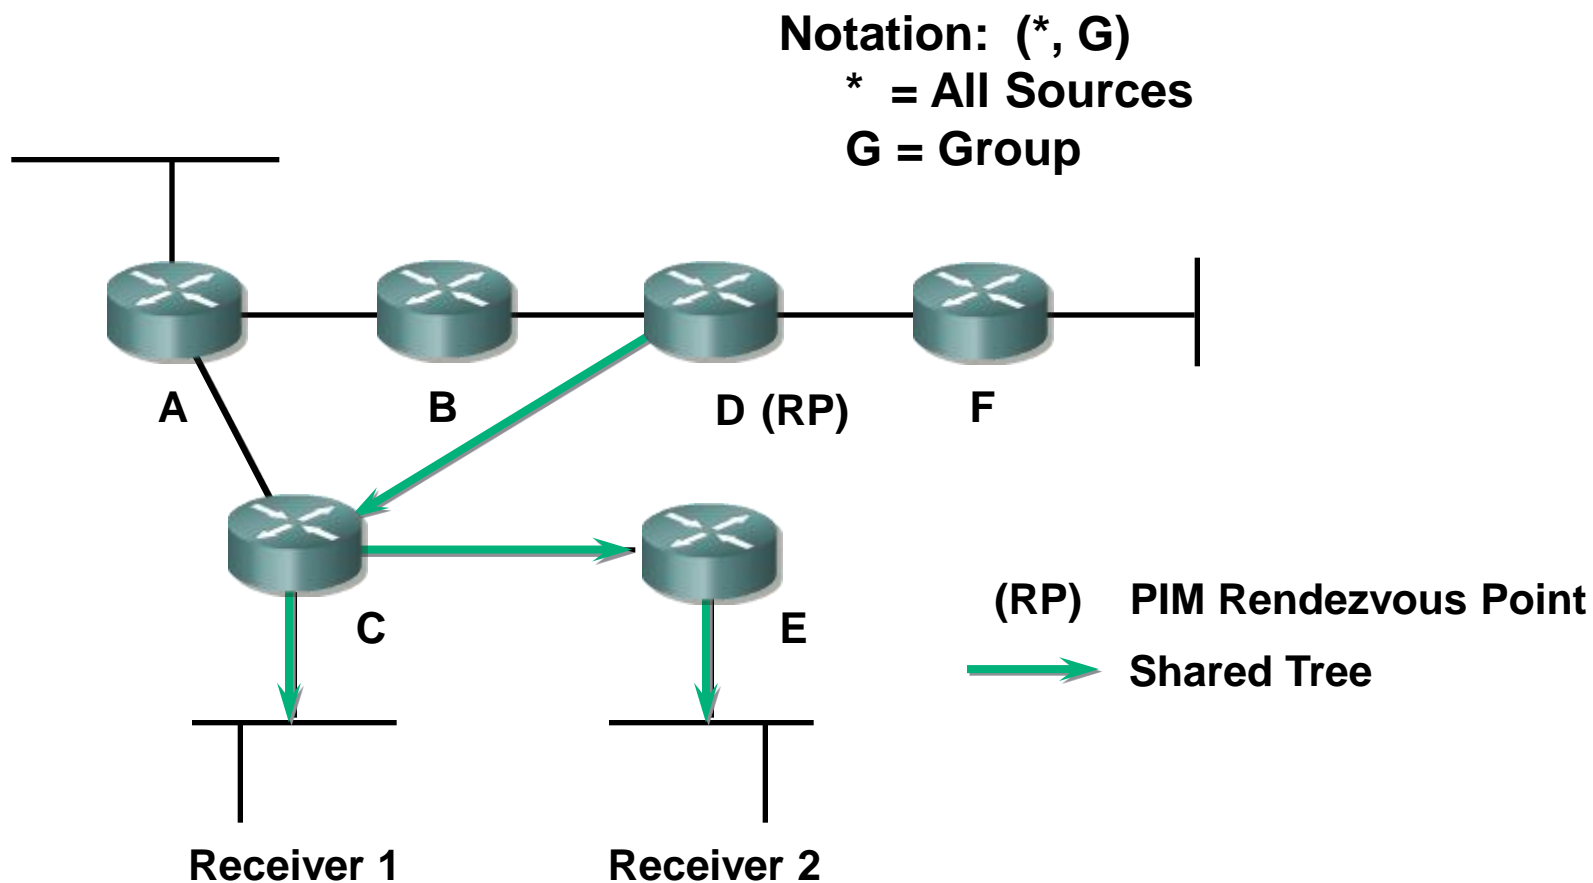 Notation: (*, G)
* = All Sources
G = Group
A
B
D (RP)
F
C
E
(RP) PIM Rendezvous Point
Shared Tree
Receiver 1
Receiver 2